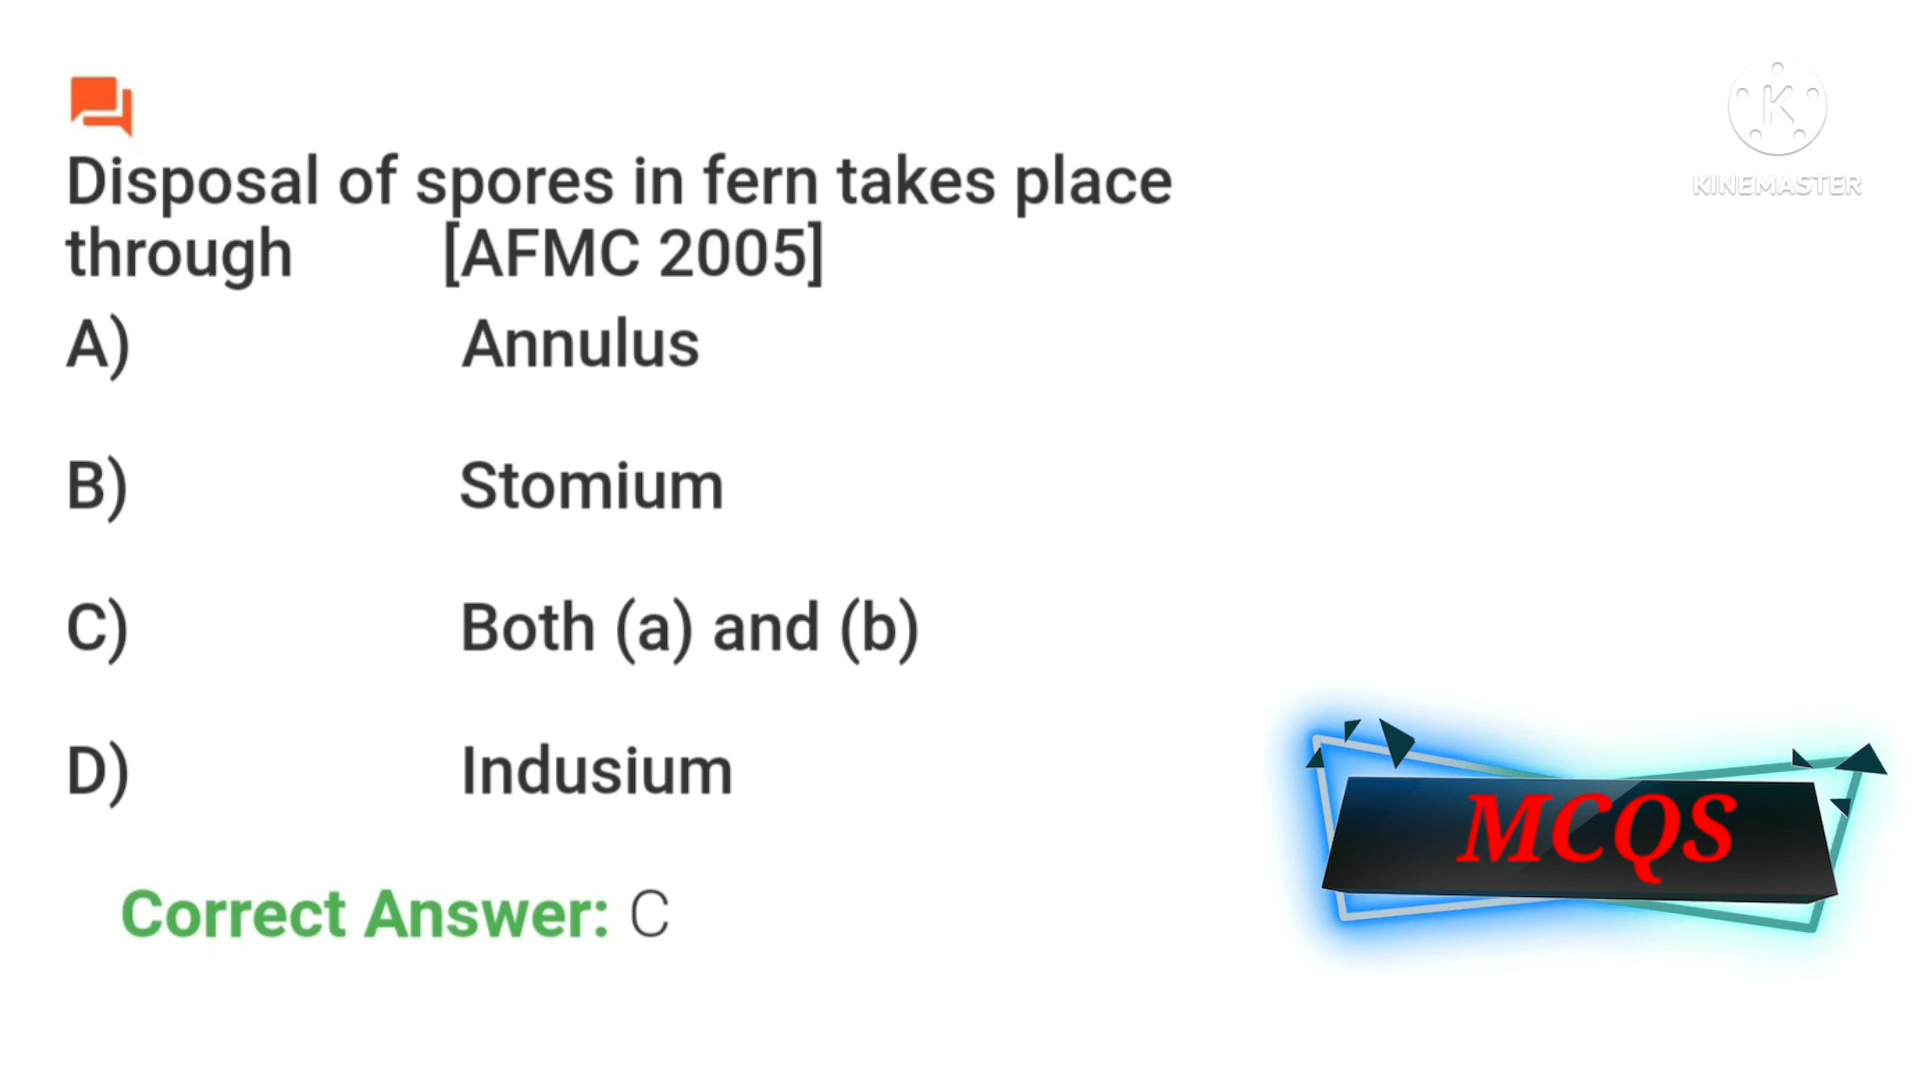 Disposal of spores in fern takes place
through [AFMC 2005]
A) Annulus
B) Stomium
C) Both (a) and (b)
D) Indusium
Correct Answer: C
K
KINEMASTER
MCQS